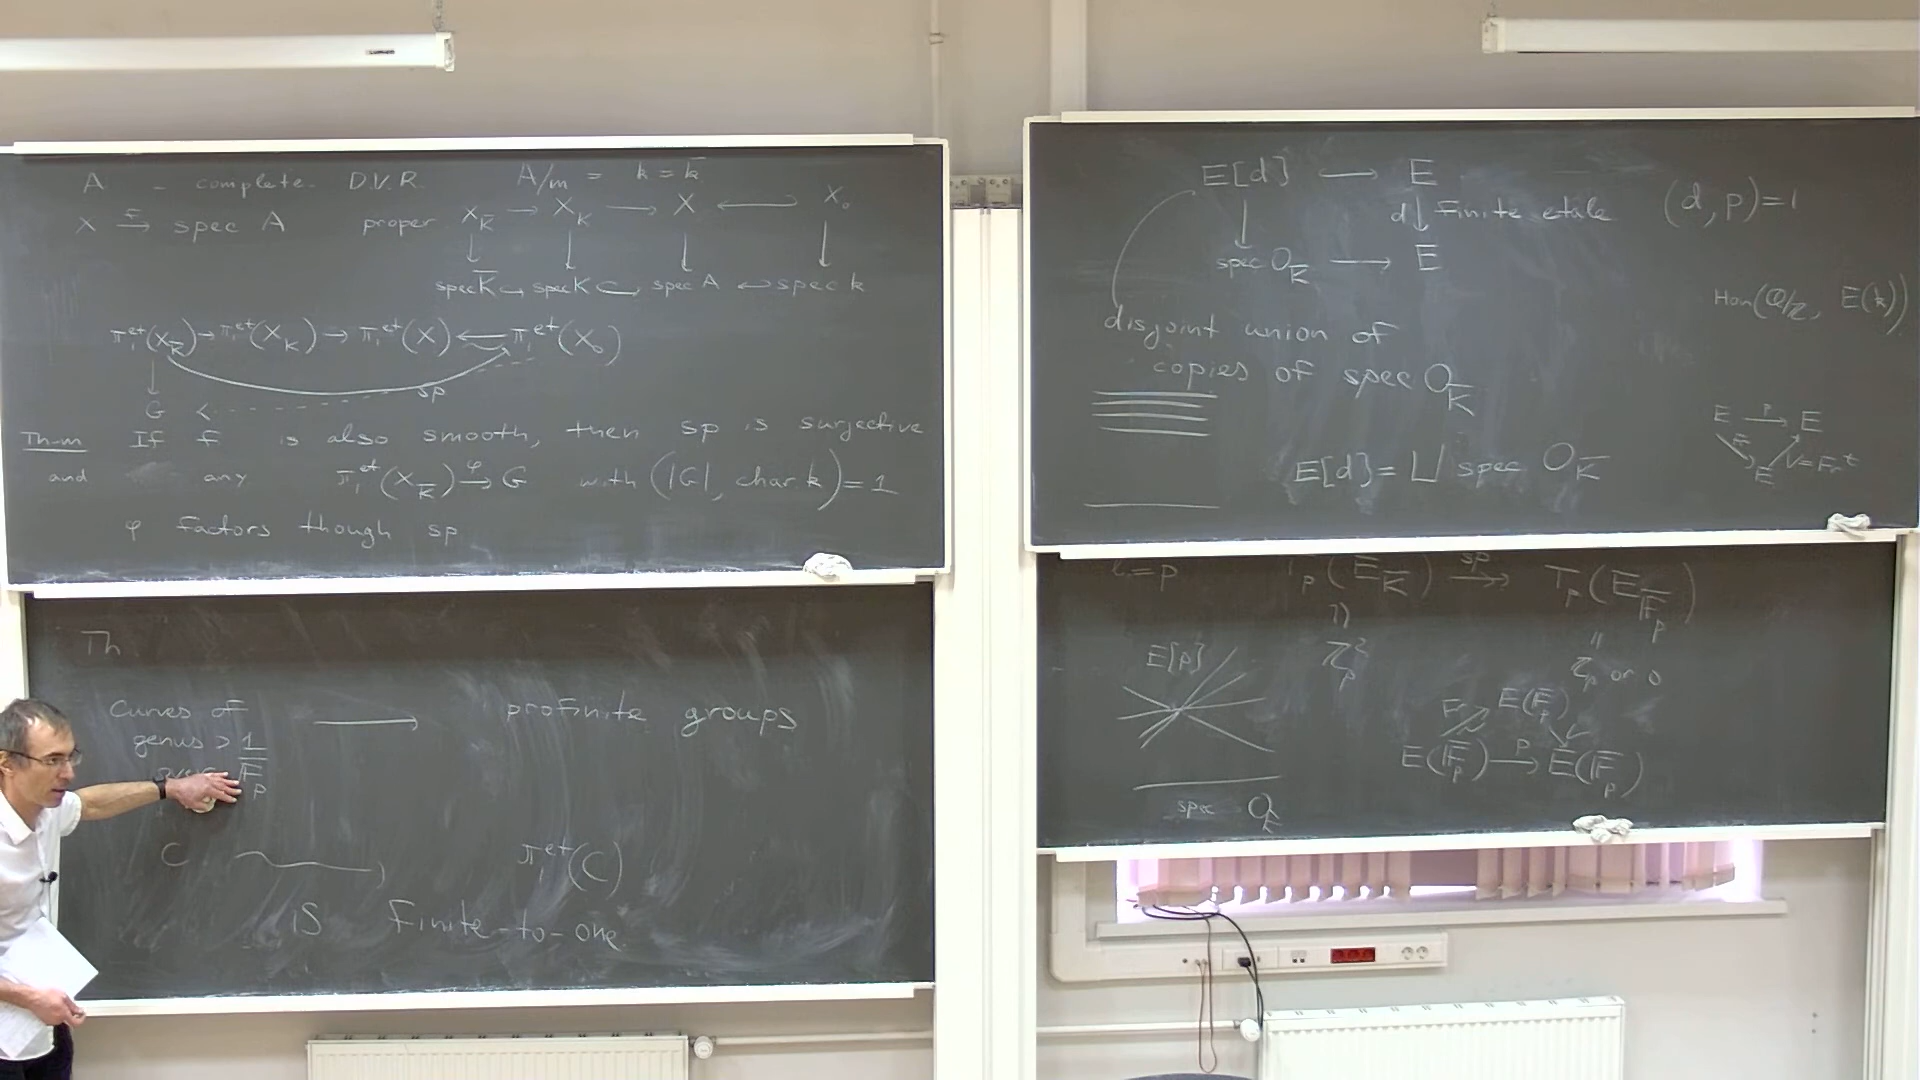 A - complete D.V.R. A/m = k = k̄
X →f spec A proper X_K̄ → X_K → X ↔ X₀
spec K̄ → spec K ↪ spec A ↩ spec k
π₁^et(X_K̄) → π₁^et(X_K) → π₁^et(X) ← π₁^et(X₀)
sp
G
Th-m If f is also smooth, then sp is surjective
and any π₁^et(X_K̄) →φ G with (|G|, char k) = 1
φ factors though sp
Th
Curves of genus > 1 over F̄_p → profinite groups
C π₁^et(C)
is finite-to-one
E[d] → E
d ↓ finite etale (d, p) = 1
spec O_K̄ → E
Hom(Q/Z, E(k))
disjoint union of
copies of spec O_K̄
E →p E
Fr V = Fr^t
E
E[d] = ⊔ spec O_K̄
l = p T_p(E_K̄) →sp T_p(E_F̄_p)
Z_p² Z_p or 0
E[p]
Fr E(F̄_p)
E(F̄_p) →p E(F̄_p)
spec O_K̄